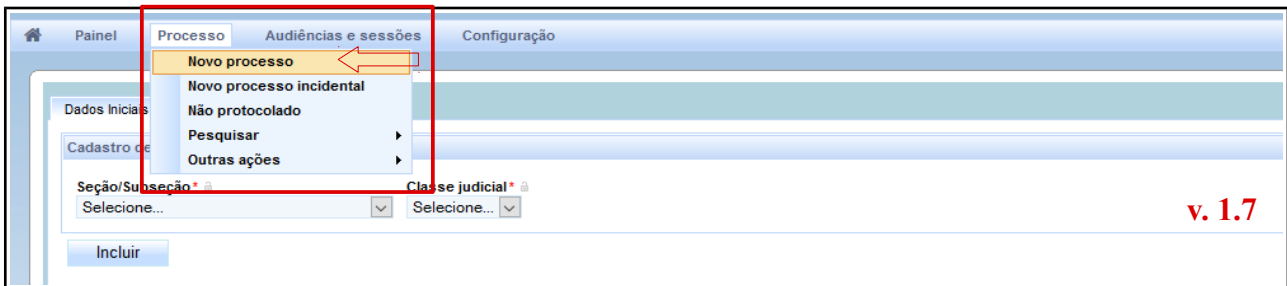 Painel Processo Audiências e sessões Configuração
Novo processo
Novo processo incidental
Dados Iniciais Não protocolado
Pesquisar
Cadastro de
Outras ações
Seção/Subseção * Classe judicial *
Selecione... Selecione...
v. 1.7
Incluir